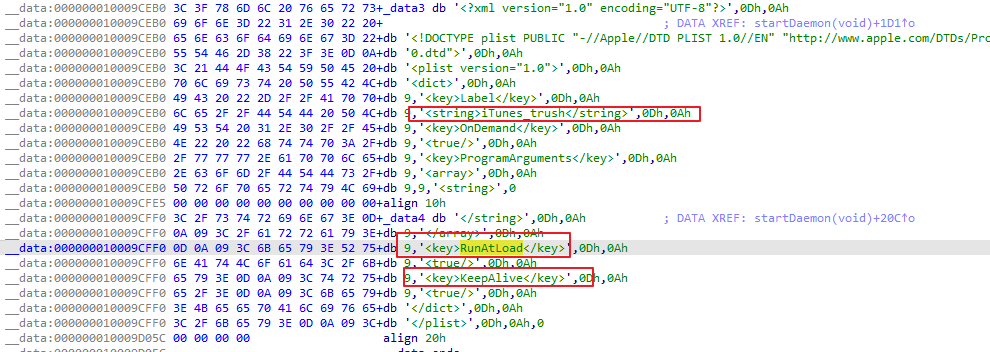 __data:000000010009CEB0 3C 3F 78 6D 6C 20 76 65 72 73+_data3 db '<?xml version="1.0" encoding="UTF-8"?>',0Dh,0Ah
__data:000000010009CEB0 69 6F 6E 3D 22 31 2E 30 22 20+ ; DATA XREF: startDaemon(void)+1D1↑o
__data:000000010009CEB0 65 6E 63 6F 64 69 6E 67 3D 22+db '<!DOCTYPE plist PUBLIC "-//Apple//DTD PLIST 1.0//EN" "http://www.apple.com/DTDs/Pro
__data:000000010009CEB0 55 54 46 2D 38 22 3F 3E 0D 0A+db '0.dtd">',0Dh,0Ah
__data:000000010009CEB0 3C 21 44 4F 43 54 59 50 45 20+db '<plist version="1.0">',0Dh,0Ah
__data:000000010009CEB0 70 6C 69 73 74 20 50 55 42 4C+db '<dict>',0Dh,0Ah
__data:000000010009CEB0 49 43 20 22 2D 2F 2F 41 70 70+db 9,'<key>Label</key>',0Dh,0Ah
__data:000000010009CEB0 6C 65 2F 2F 44 54 44 20 50 4C+db 9,'<string>iTunes_trush</string>',0Dh,0Ah
__data:000000010009CEB0 49 53 54 20 31 2E 30 2F 2F 45+db 9,'<key>OnDemand</key>',0Dh,0Ah
__data:000000010009CEB0 4E 22 20 22 68 74 74 70 3A 2F+db 9,'<true/>',0Dh,0Ah
__data:000000010009CEB0 2F 77 77 77 2E 61 70 70 6C 65+db 9,'<key>ProgramArguments</key>',0Dh,0Ah
__data:000000010009CEB0 2E 63 6F 6D 2F 44 54 44 73 2F+db 9,'<array>',0Dh,0Ah
__data:000000010009CEB0 50 72 6F 70 65 72 74 79 4C 69+db 9,9,'<string>',0
__data:000000010009CFE5 00 00 00 00 00 00 00 00 00 00+align 10h
__data:000000010009CFF0 3C 2F 73 74 72 69 6E 67 3E 0D+_data4 db '</string>',0Dh,0Ah ; DATA XREF: startDaemon(void)+20C↑o
__data:000000010009CFF0 0A 09 3C 2F 61 72 72 61 79 3E+db 9,'</array>',0Dh,0Ah
__data:000000010009CFF0 0D 0A 09 3C 6B 65 79 3E 52 75+db 9,'<key>RunAtLoad</key>',0Dh,0Ah
__data:000000010009CFF0 6E 41 74 4C 6F 61 64 3C 2F 6B+db 9,'<true/>',0Dh,0Ah
__data:000000010009CFF0 65 79 3E 0D 0A 09 3C 74 72 75+db 9,'<key>KeepAlive</key>',0Dh,0Ah
__data:000000010009CFF0 65 2F 3E 0D 0A 09 3C 6B 65 79+db 9,'<true/>',0Dh,0Ah
__data:000000010009CFF0 3E 4B 65 65 70 41 6C 69 76 65+db '</dict>',0Dh,0Ah
__data:000000010009CFF0 3C 2F 6B 65 79 3E 0D 0A 09 3C+db '</plist>',0Dh,0Ah,0
__data:000000010009D05C 00 00 00 00 align 20h